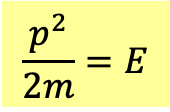 p²/2m = E